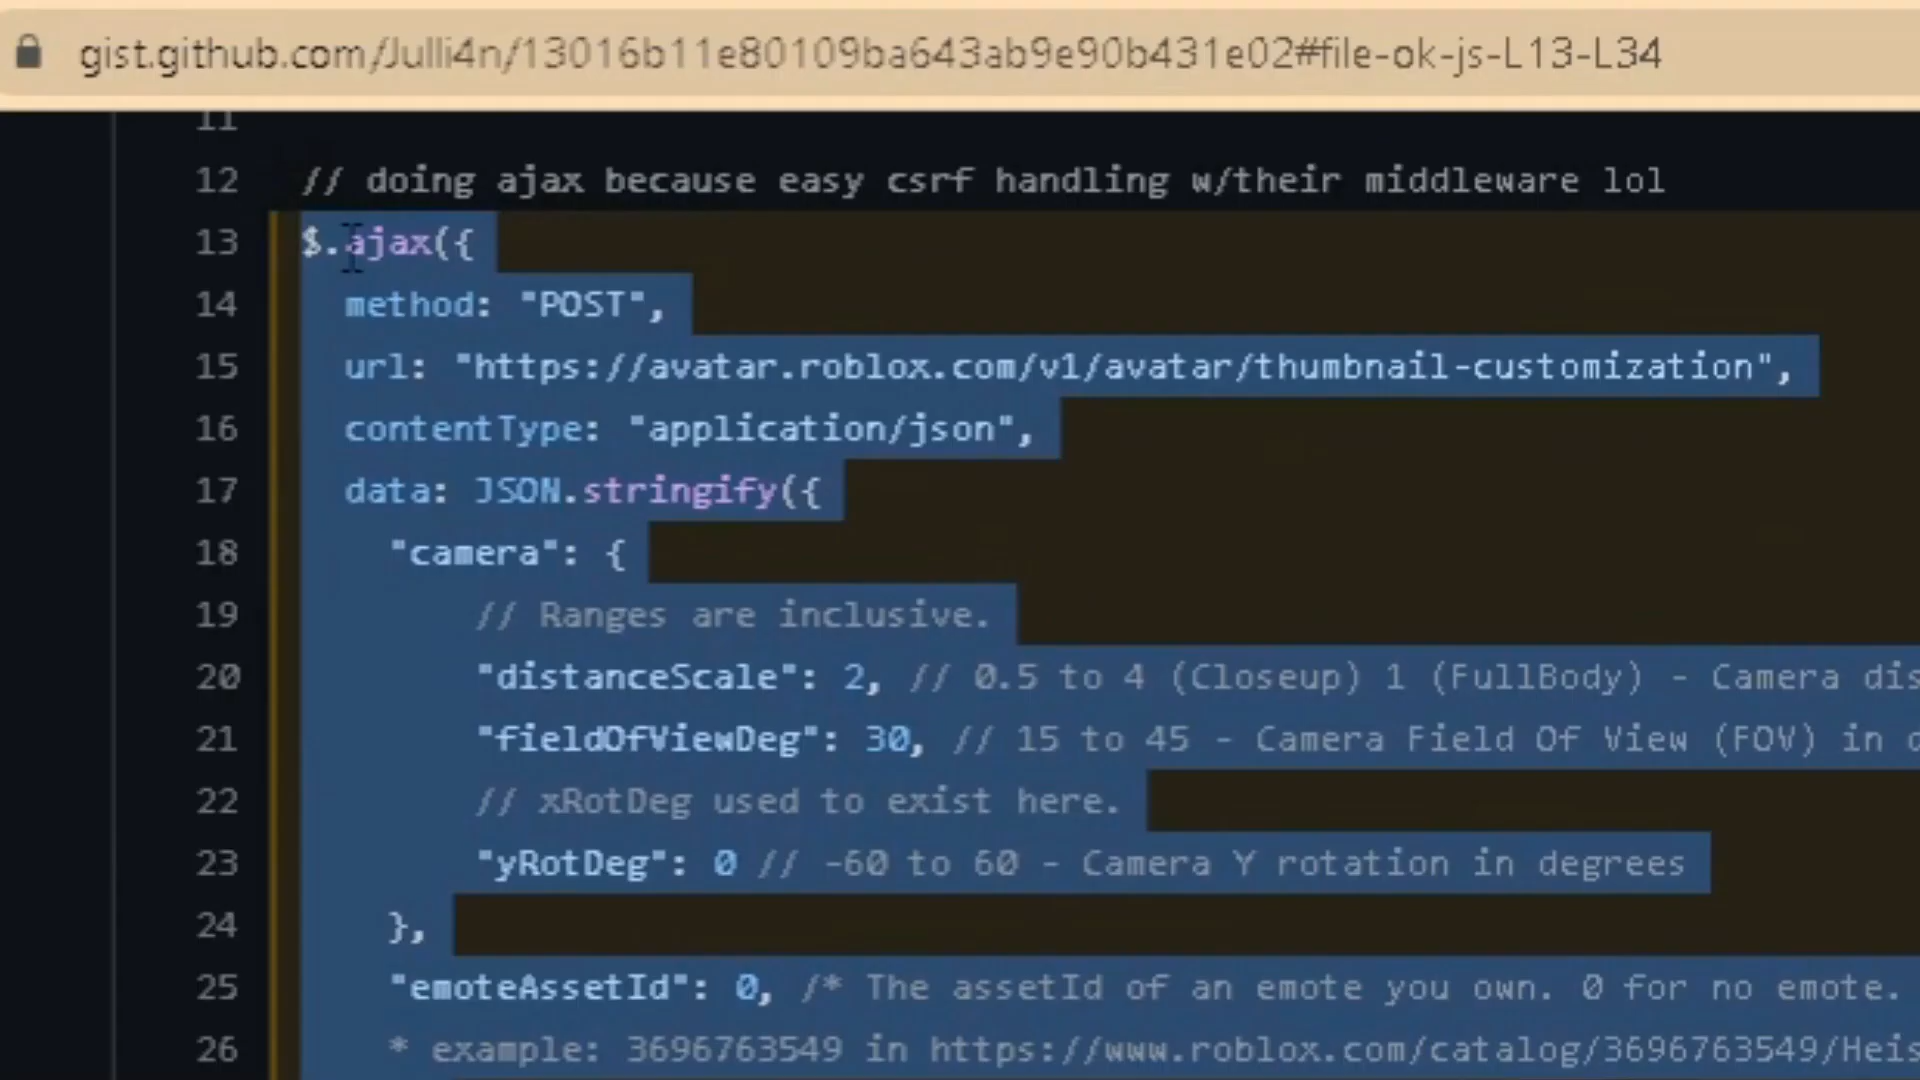 gist.github.com/Julli4n/13016b11e80109ba643ab9e90b431e02#file-ok-js-L13-L34
11
12 // doing ajax because easy csrf handling w/their middleware lol
13 $.ajax({
14 method: "POST",
15 url: "https://avatar.roblox.com/v1/avatar/thumbnail-customization",
16 contentType: "application/json",
17 data: JSON.stringify({
18 "camera": {
19 // Ranges are inclusive.
20 "distanceScale": 2, // 0.5 to 4 (Closeup) 1 (FullBody) - Camera dis
21 "fieldOfViewDeg": 30, // 15 to 45 - Camera Field Of View (FOV) in d
22 // xRotDeg used to exist here.
23 "yRotDeg": 0 // -60 to 60 - Camera Y rotation in degrees
24 },
25 "emoteAssetId": 0, /* The assetId of an emote you own. 0 for no emote.
26 * example: 3696763549 in https://www.roblox.com/catalog/3696763549/Heis